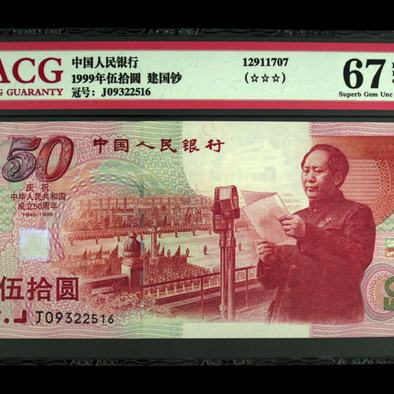 ACG
G GUARANTY
中国人民银行
1999年伍拾圆 建国钞
冠号: J09322516
12911707
(☆☆☆)
67
Superb Gem Unc
50
中国人民银行
庆祝
中华人民共和国
成立50周年
1949-1999
伍拾圆
J09322516